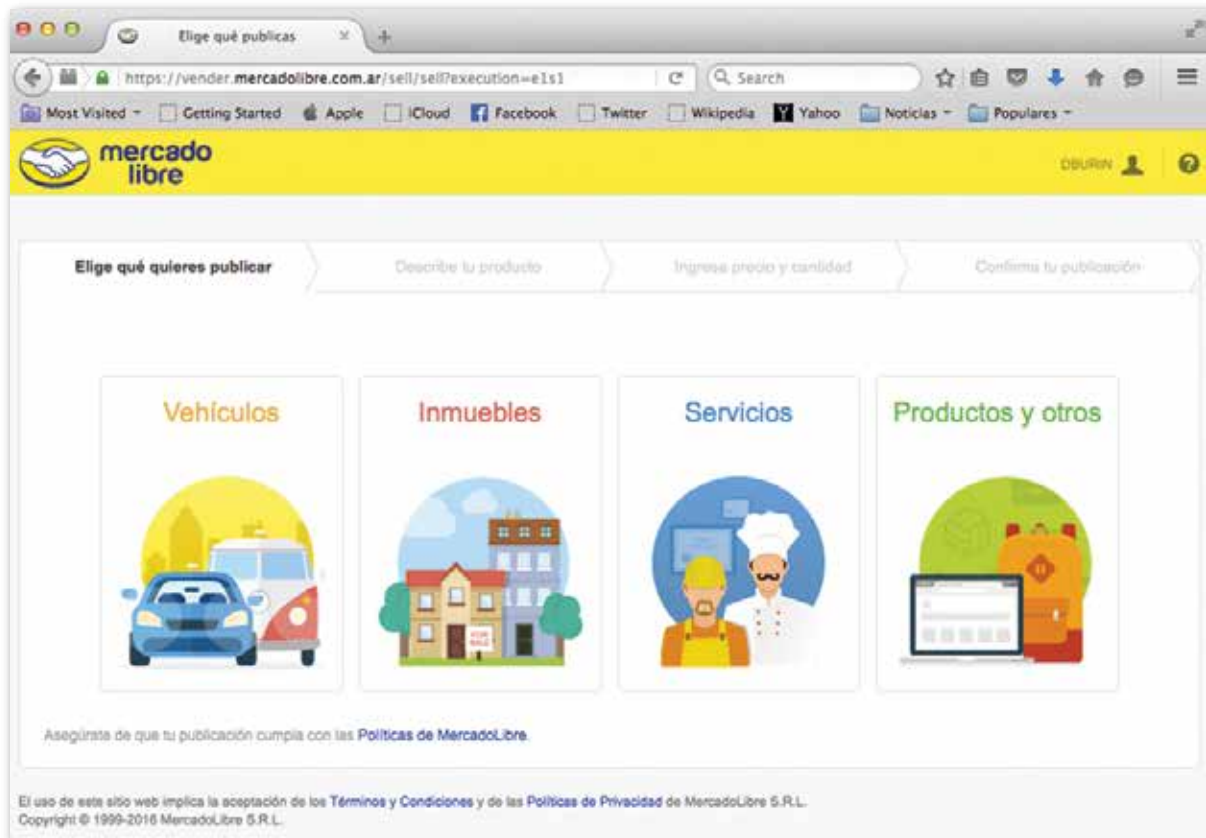 Elige qué publicas
https://vender.mercadolibre.com.ar/sell/sell?execution=e1s1
Search
Most Visited
Getting Started
Apple
iCloud
Facebook
Twitter
Wikipedia
Yahoo
Noticias
Populares
mercado
libre
DBURIN
Elige qué quieres publicar
Describe tu producto
Ingresa precio y cantidad
Confirma tu publicación
Vehículos
Inmuebles
Servicios
Productos y otros
FOR
SALE
Asegúrate de que tu publicación cumpla con las Políticas de MercadoLibre.
El uso de este sitio web implica la aceptación de los Términos y Condiciones y de las Políticas de Privacidad de MercadoLibre S.R.L.
Copyright © 1999-2016 MercadoLibre S.R.L.